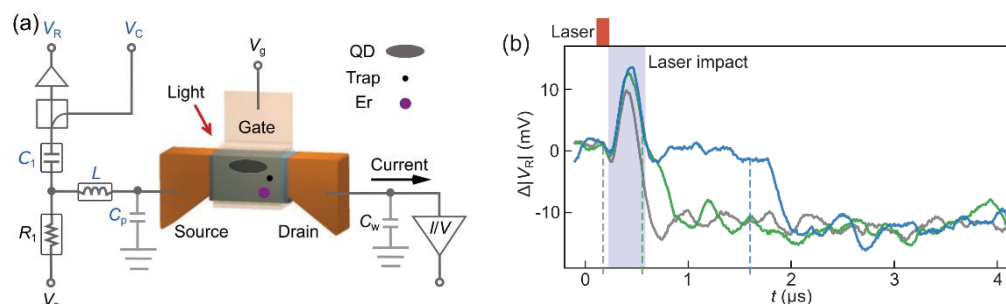 (a)
V_R
V_C
C_1
L
C_p
R_1
Light
V_g
Gate
QD
Trap
Er
Source
Drain
Current
C_w
I/V
(b)
Laser
Laser impact
Δ|V_R| (mV)
10
0
-10
0
1
2
3
4
t (µs)